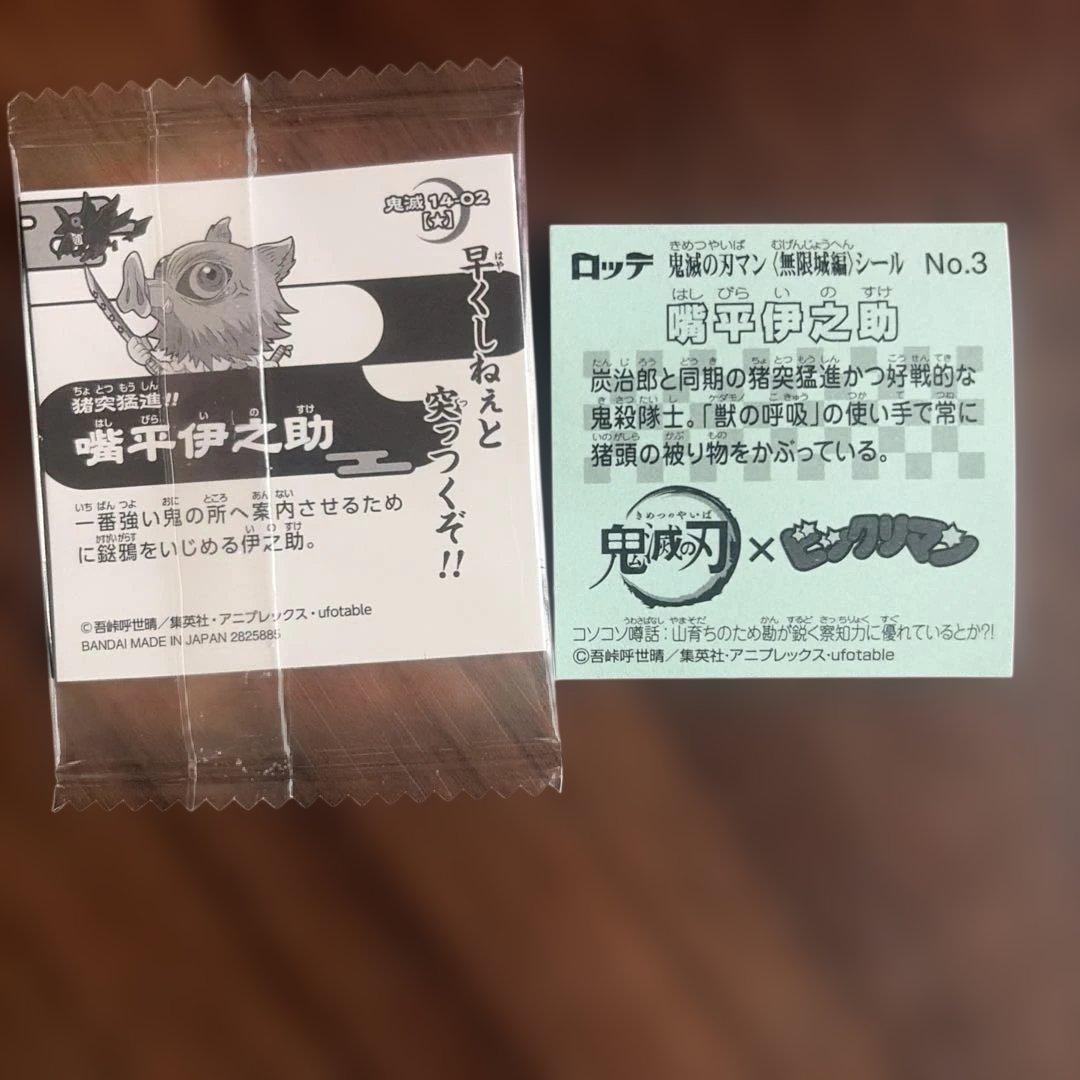 鬼滅 14-02
[★]
早くしねぇと
突っつくぞ!!
猪突猛進!!
嘴平伊之助
一番強い鬼の所へ案内させるため
に鎹鴉をいじめる伊之助。
©吾峠呼世晴／集英社・アニプレックス・ufotable
BANDAI MADE IN JAPAN 2825885
ロッテ 鬼滅の刃マン〈無限城編〉シール No.3
嘴平伊之助
炭治郎と同期の猪突猛進かつ好戦的な
鬼殺隊士。「獣の呼吸」の使い手で常に
猪頭の被り物をかぶっている。
鬼滅の刃×ビックリマン
コソコソ噂話：山育ちのため勘が鋭く察知力に優れているとか?!
©吾峠呼世晴／集英社・アニプレックス・ufotable